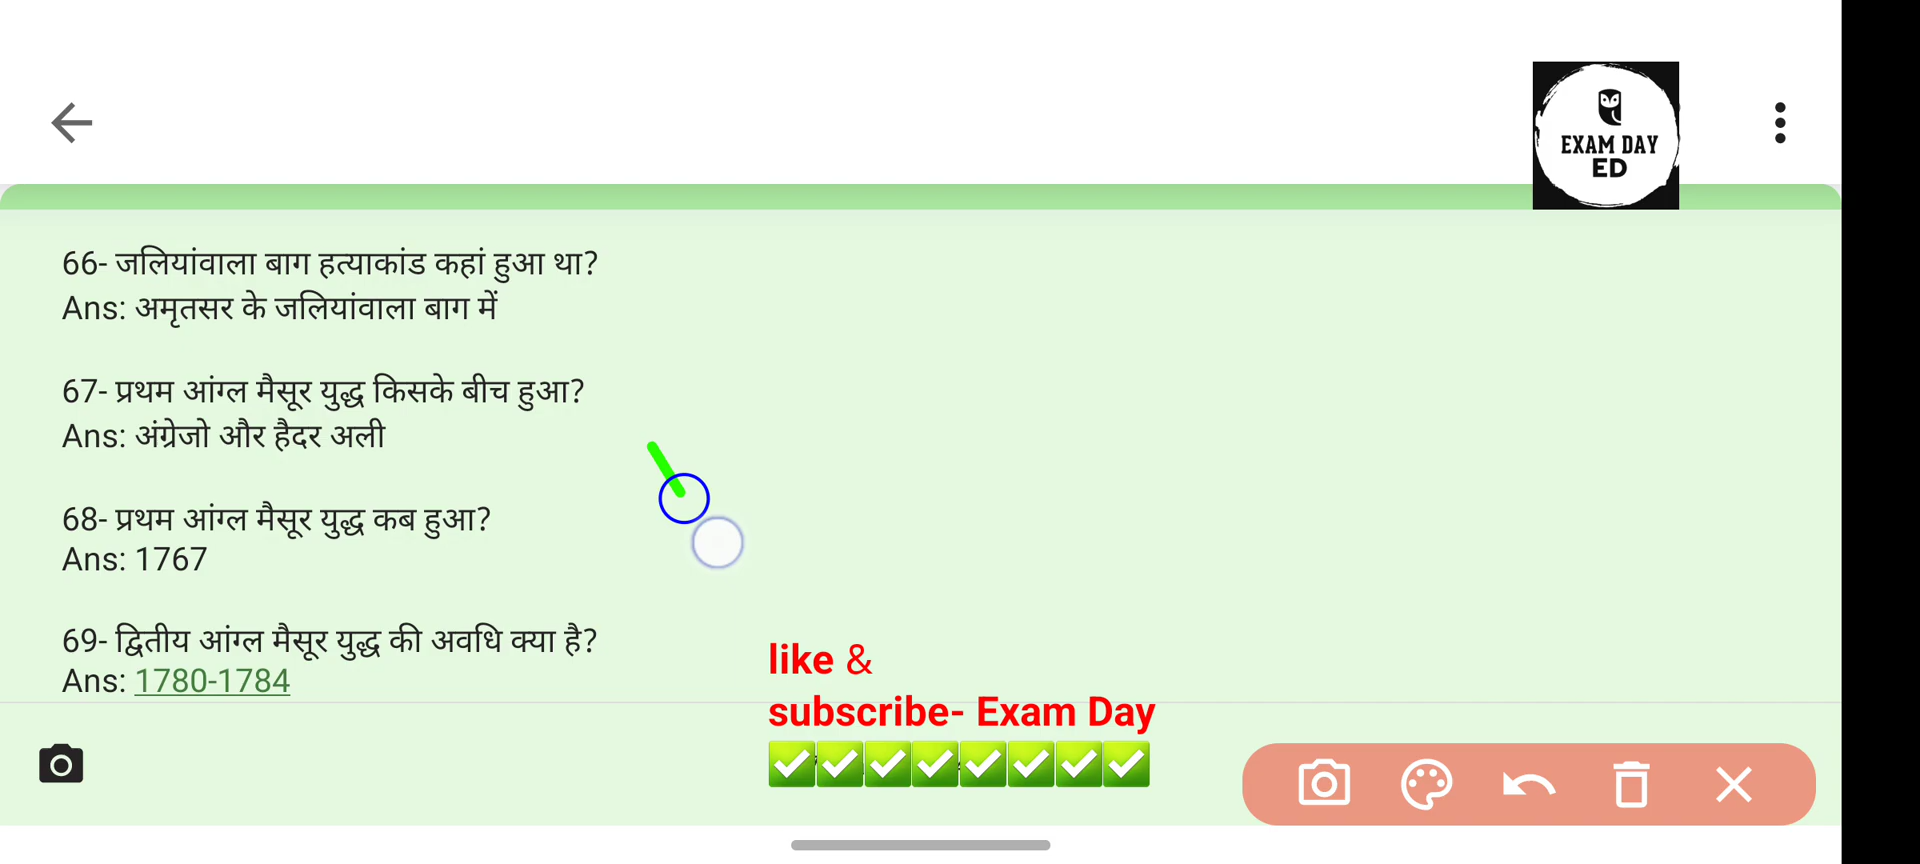 EXAM DAY
ED
66- जलियांवाला बाग हत्याकांड कहां हुआ था?
Ans: अमृतसर के जलियांवाला बाग में
67- प्रथम आंग्ल मैसूर युद्ध किसके बीच हुआ?
Ans: अंग्रेजो और हैदर अली
68- प्रथम आंग्ल मैसूर युद्ध कब हुआ?
Ans: 1767
69- द्वितीय आंग्ल मैसूर युद्ध की अवधि क्या है?
Ans: 1780-1784
like &
subscribe- Exam Day